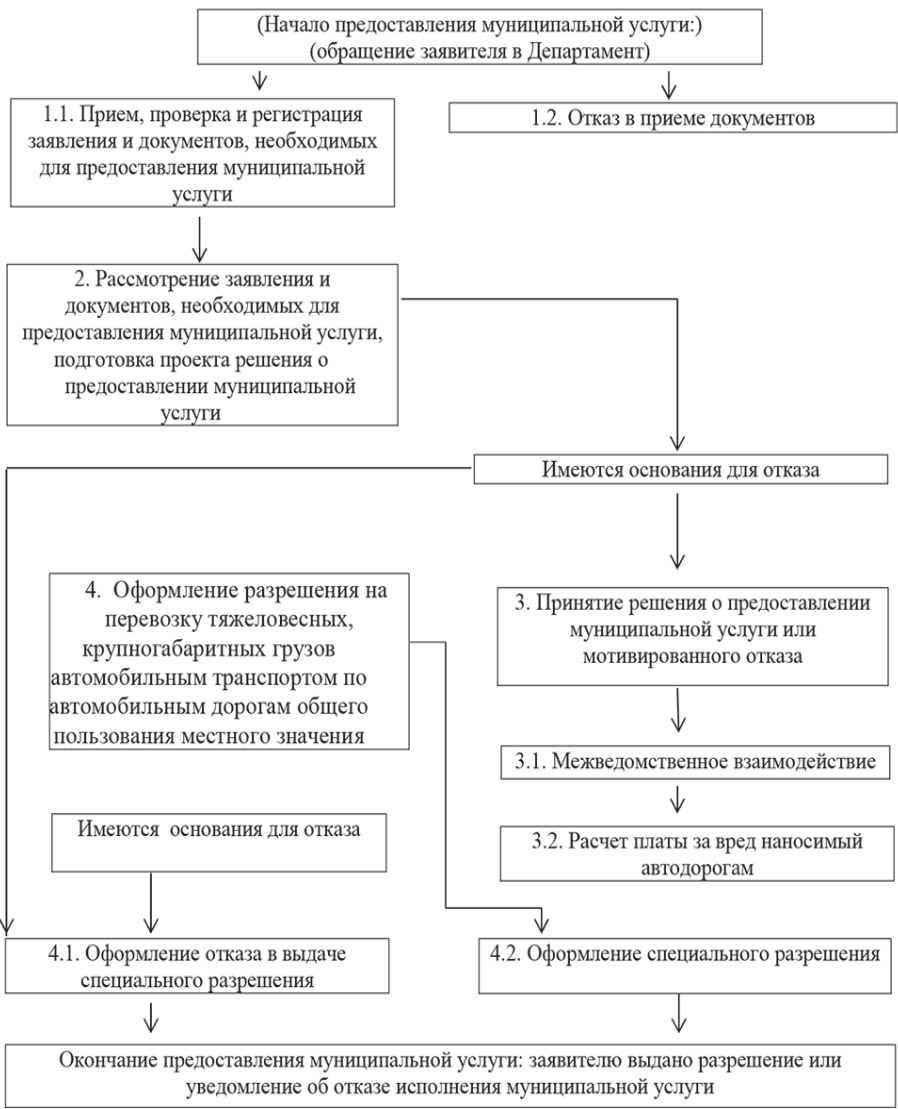 (Начало предоставления муниципальной услуги:)
(обращение заявителя в Департамент)
1.1. Прием, проверка и регистрация
заявления и документов, необходимых
для предоставления муниципальной
услуги
1.2. Отказ в приеме документов
2. Рассмотрение заявления и
документов, необходимых для
предоставления муниципальной услуги,
подготовка проекта решения о
предоставлении муниципальной
услуги
Имеются основания для отказа
4. Оформление разрешения на
перевозку тяжеловесных,
крупногабаритных грузов
автомобильным транспортом по
автомобильным дорогам общего
пользования местного значения
3. Принятие решения о предоставлении
муниципальной услуги или
мотивированного отказа
3.1. Межведомственное взаимодействие
Имеются основания для отказа
3.2. Расчет платы за вред наносимый
автодорогам
4.1. Оформление отказа в выдаче
специального разрешения
4.2. Оформление специального разрешения
Окончание предоставления муниципальной услуги: заявителю выдано разрешение или
уведомление об отказе исполнения муниципальной услуги